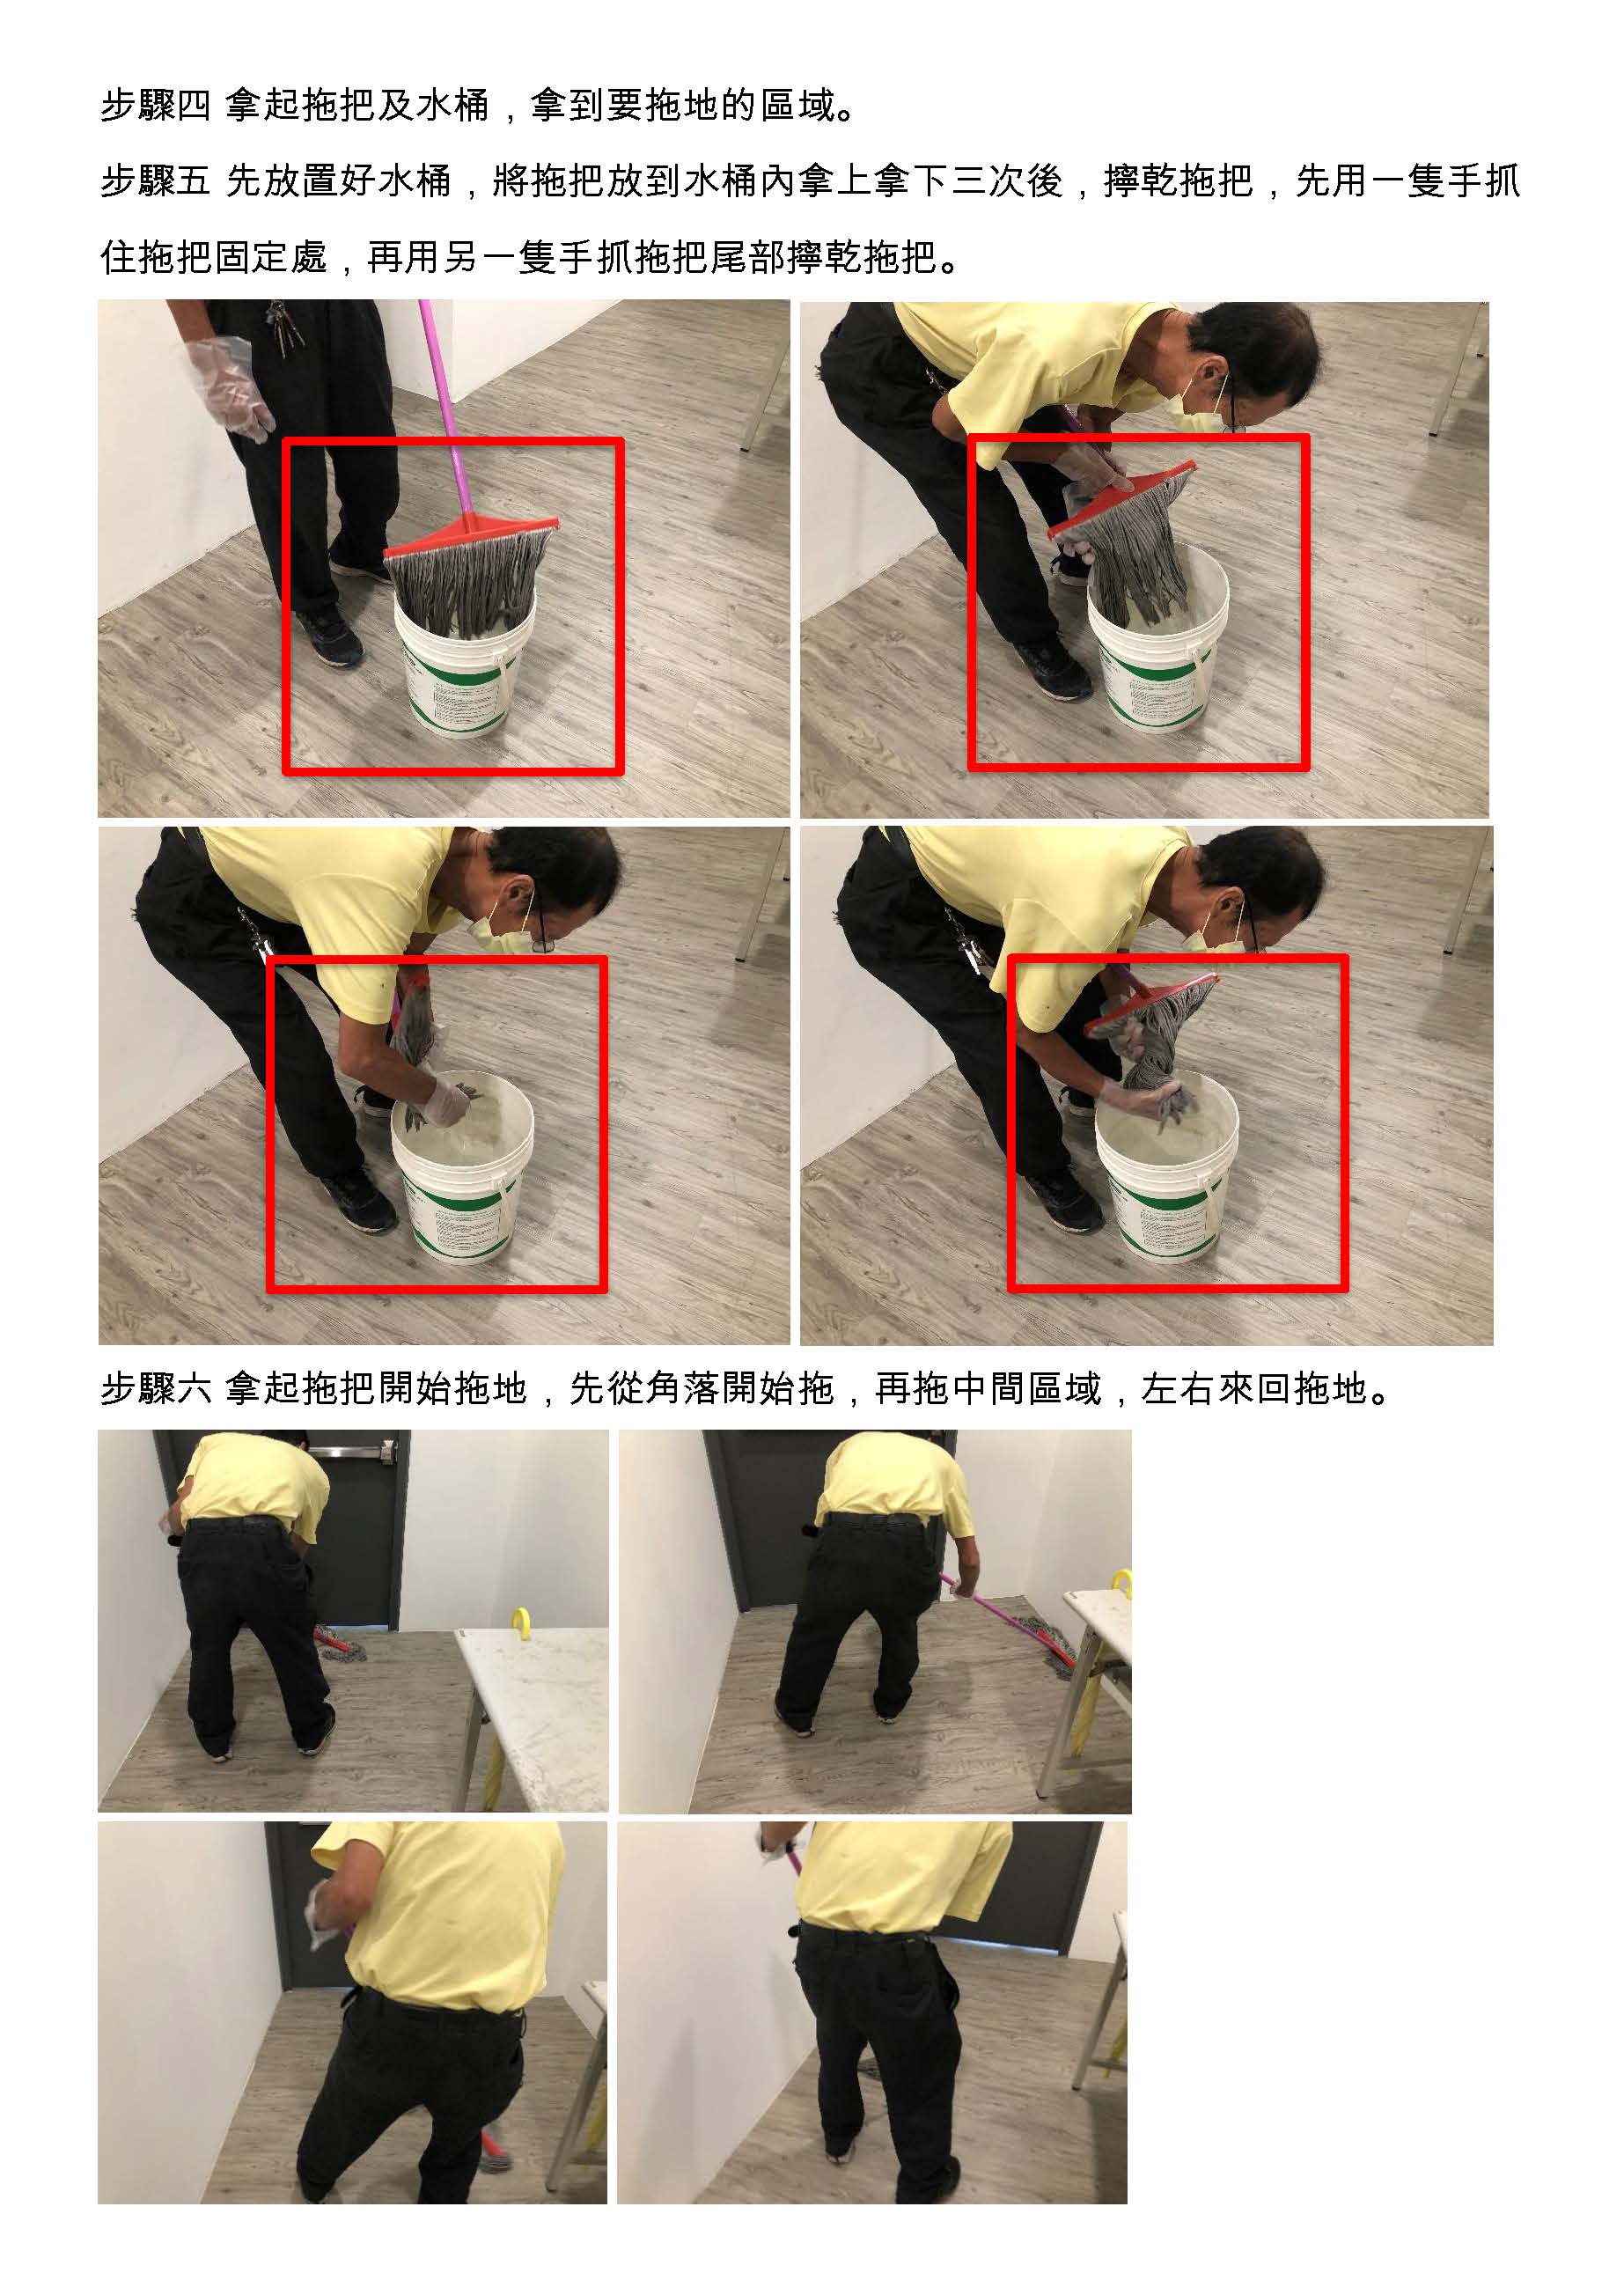 步驟四 拿起拖把及水桶，拿到要拖地的區域。
步驟五 先放置好水桶，將拖把放到水桶內拿上拿下三次後，擰乾拖把，先用一隻手抓
住拖把固定處，再用另一隻手抓拖把尾部擰乾拖把。
步驟六 拿起拖把開始拖地，先從角落開始拖，再拖中間區域，左右來回拖地。